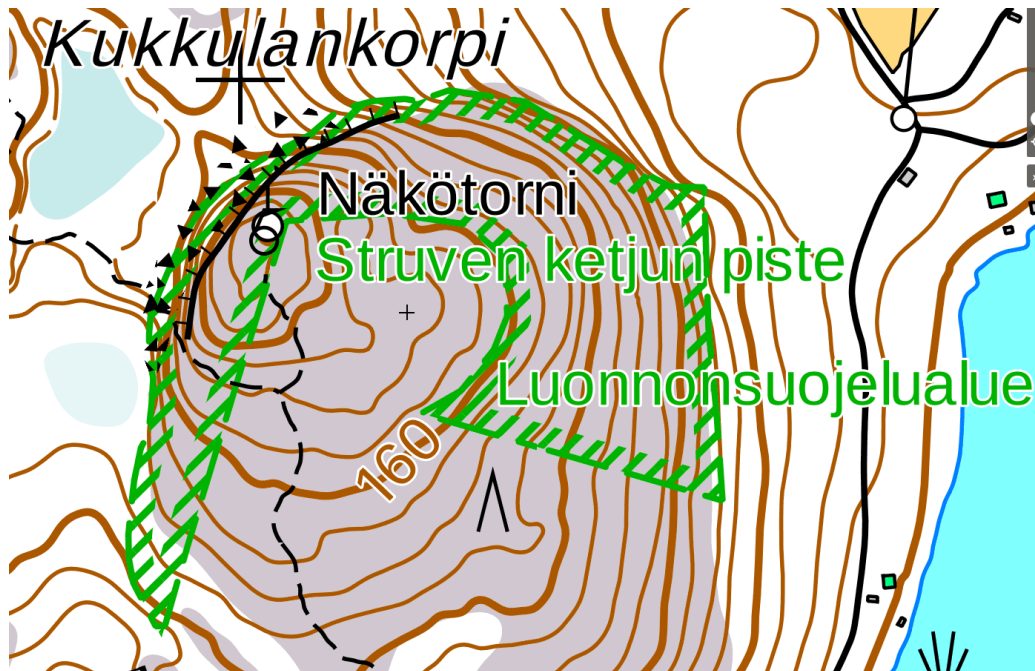 Kukkulankorpi
Näkötorni
Struven ketjun piste
Luonnonsuojelualue
160